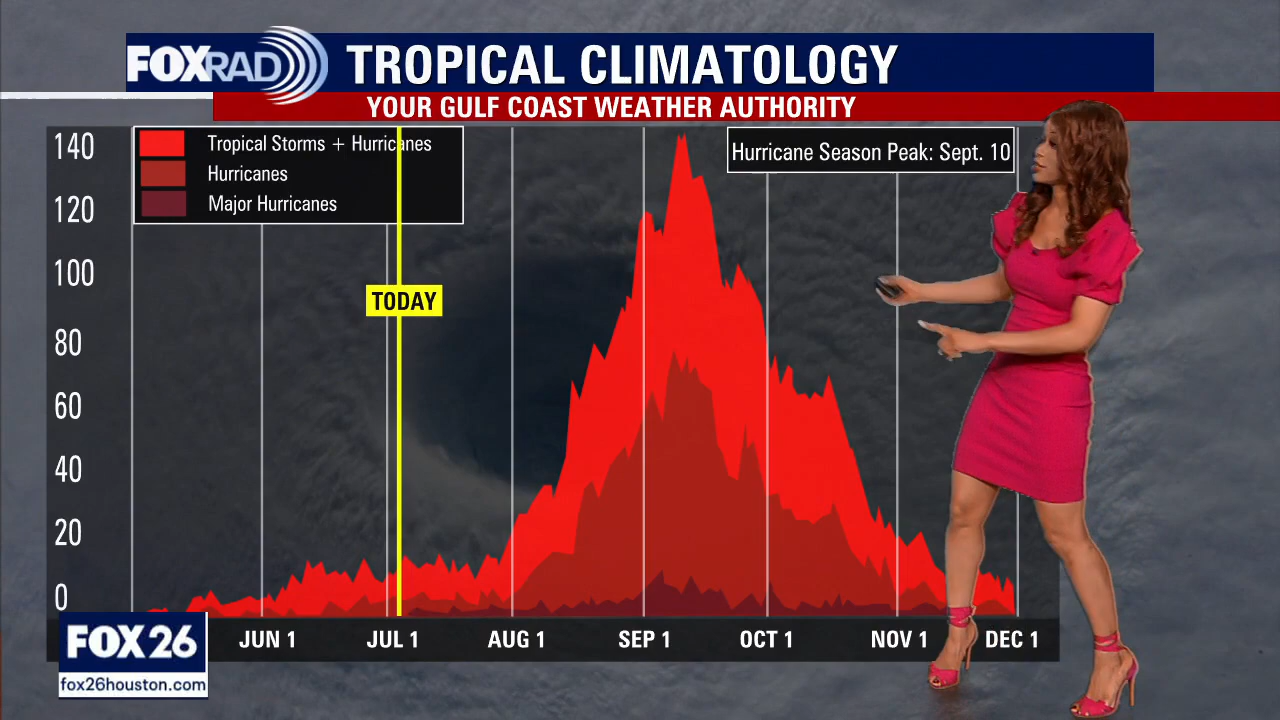 FOXRAD TROPICAL CLIMATOLOGY
YOUR GULF COAST WEATHER AUTHORITY
140
120
100
80
60
40
20
0
Tropical Storms + Hurricanes
Hurricanes
Major Hurricanes
Hurricane Season Peak: Sept. 10
TODAY
JUN 1 JUL 1 AUG 1 SEP 1 OCT 1 NOV 1 DEC 1
FOX 26
fox26houston.com